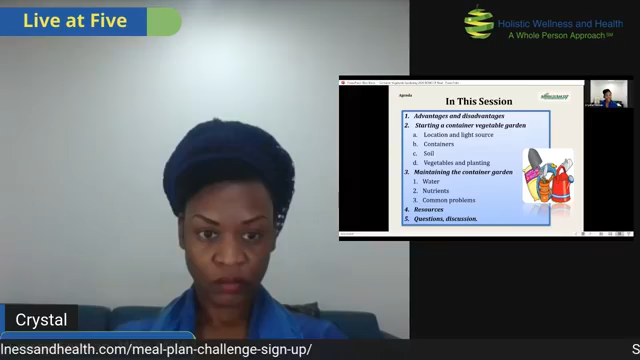 Live at Five
Holistic Wellness and Health
A Whole Person Approach℠
Agenda
In This Session
1. Advantages and disadvantages
2. Starting a container vegetable garden
a. Location and light source
b. Containers
c. Soil
d. Vegetables and planting
3. Maintaining the container garden
1. Water
2. Nutrients
3. Common problems
4. Resources
5. Questions, discussion.
Crystal
lnessandhealth.com/meal-plan-challenge-sign-up/
S